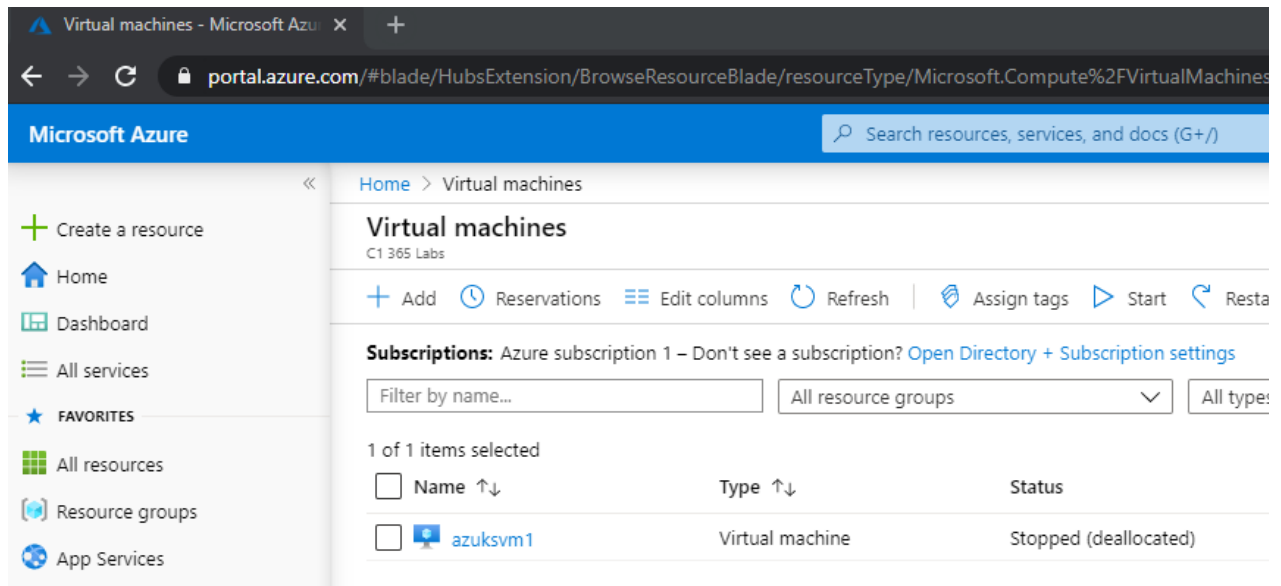 Virtual machines - Microsoft Azu
portal.azure.com/#blade/HubsExtension/BrowseResourceBlade/resourceType/Microsoft.Compute%2FVirtualMachines
Microsoft Azure
Search resources, services, and docs (G+/)
Create a resource
Home
Dashboard
All services
FAVORITES
All resources
Resource groups
App Services
Home > Virtual machines
Virtual machines
C1 365 Labs
Add Reservations Edit columns Refresh Assign tags Start Resta
Subscriptions: Azure subscription 1 – Don't see a subscription? Open Directory + Subscription settings
Filter by name... All resource groups All types
1 of 1 items selected
Name ↑↓ Type ↑↓ Status
azuksvm1 Virtual machine Stopped (deallocated)